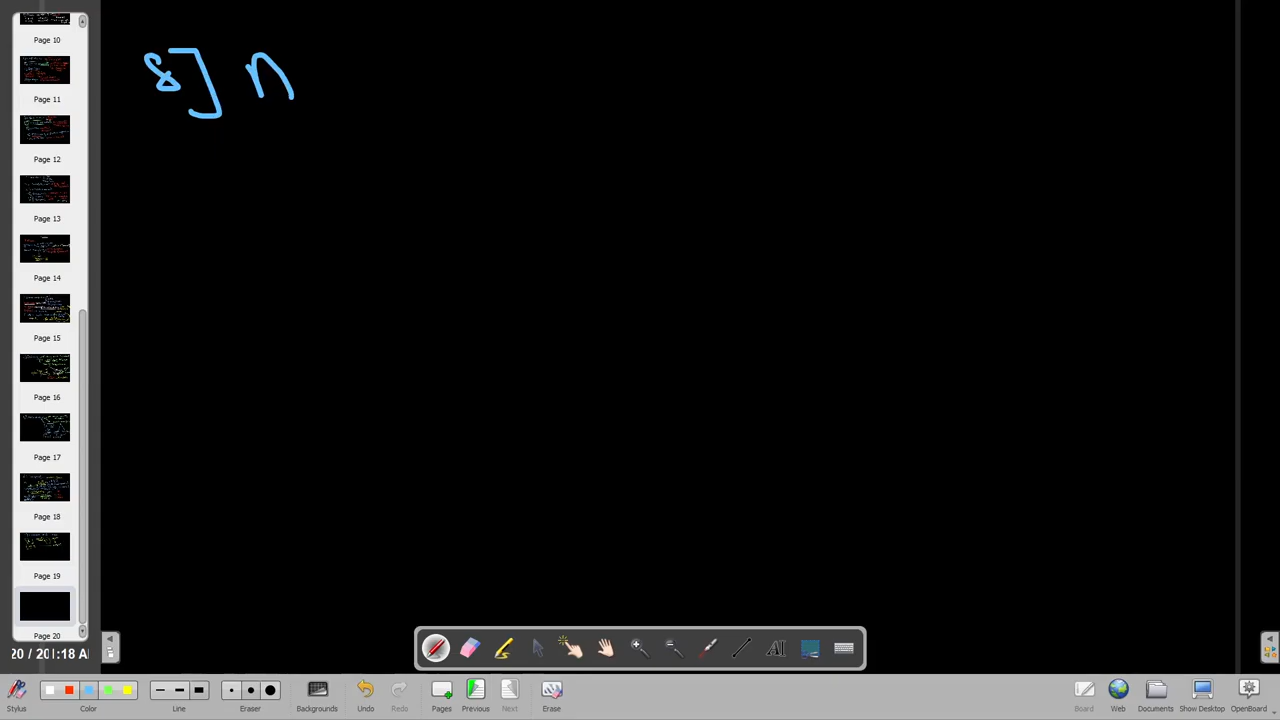 8] n
Page 10
Page 11
Page 12
Page 13
Page 14
Page 15
Page 16
Page 17
Page 18
Page 19
Page 20
Stylus
Color
Line
Eraser
Backgrounds
Undo
Redo
Pages
Previous
Next
Erase
Board
Web
Documents
Show Desktop
OpenBoard